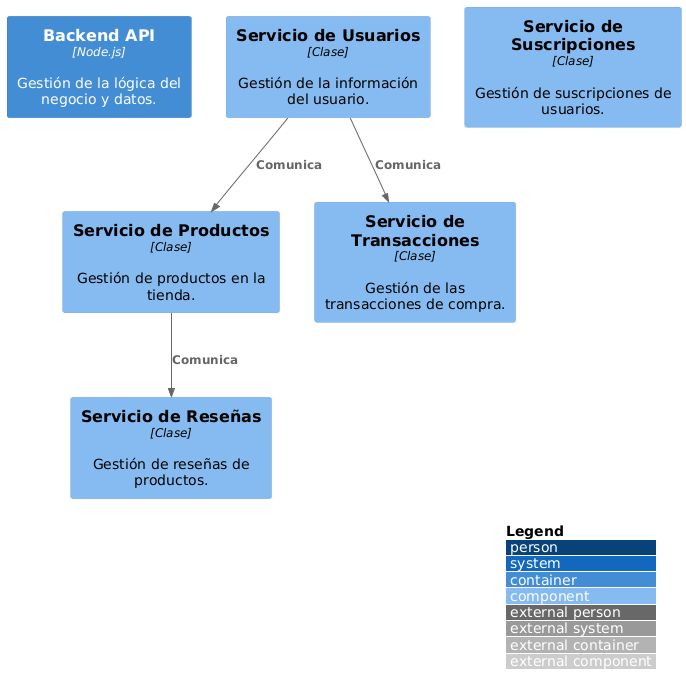 Backend API
[Node.js]
Gestión de la lógica del
negocio y datos.
Servicio de Usuarios
[Clase]
Gestión de la información
del usuario.
Servicio de
Suscripciones
[Clase]
Gestión de suscripciones de
usuarios.
Comunica
Comunica
Servicio de Productos
[Clase]
Gestión de productos en la
tienda.
Servicio de
Transacciones
[Clase]
Gestión de las
transacciones de compra.
Comunica
Servicio de Reseñas
[Clase]
Gestión de reseñas de
productos.
Legend
person
system
container
component
external person
external system
external container
external component